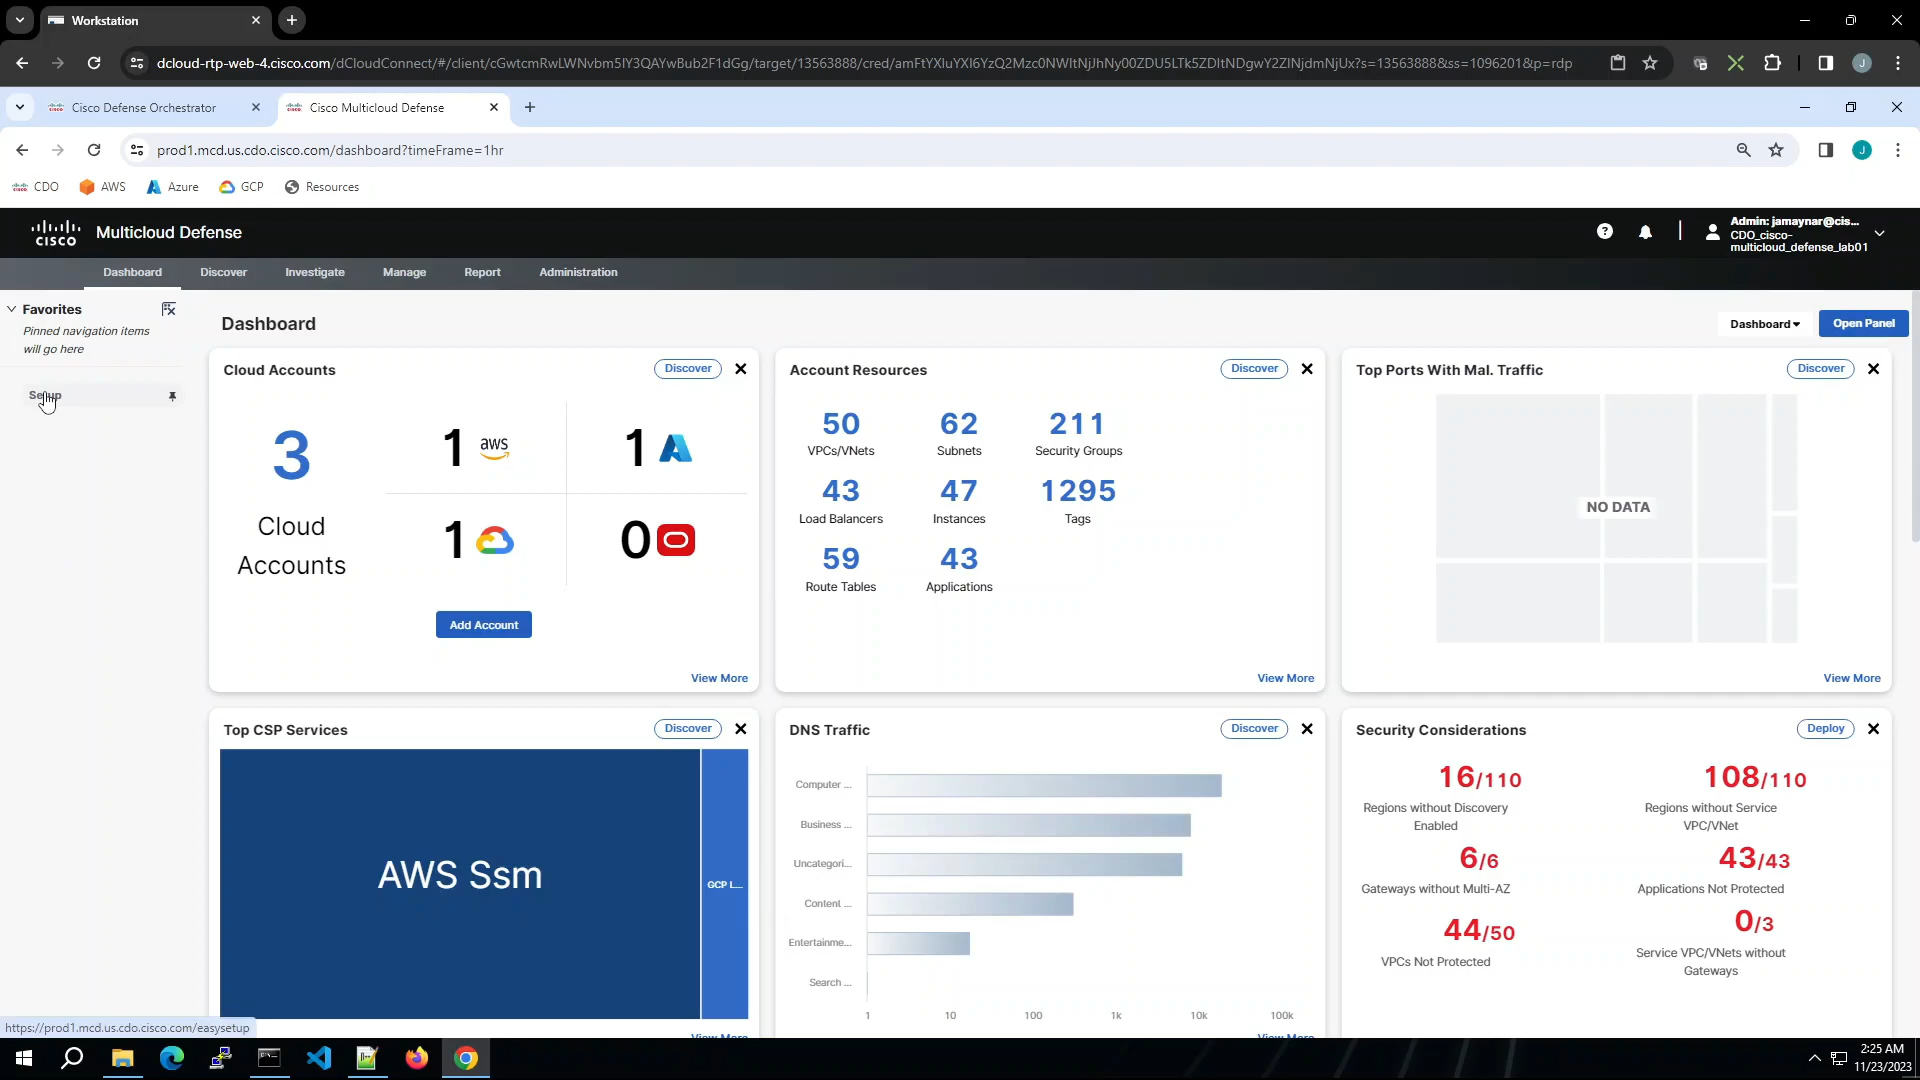 Workstation
dcloud-rtp-web-4.cisco.com/dCloudConnect/#/client/cGwtcmRwLWNvbm5lY3QAYwBub2F1dGg/target/13563888/cred/amFtYXIuYXI6YzQ2Mzc0NWItNjJhNy00ZDU5LTk5ZDItNDgwY2ZlNjdmNjUx?s=13563888&ss=1096201&p=rdp
Cisco Defense Orchestrator
Cisco Multicloud Defense
prod1.mcd.us.cdo.cisco.com/dashboard?timeFrame=1hr
CDO AWS Azure GCP Resources
CISCO Multicloud Defense
Admin: jamaynar@cis...
CDO_cisco-
multicloud_defense_lab01
Dashboard Discover Investigate Manage Report Administration
Favorites
Pinned navigation items
will go here
Setup
Dashboard
Dashboard
Open Panel
Cloud Accounts
Discover
3
Cloud
Accounts
1 aws
1
1
0
Add Account
View More
Account Resources
Discover
50 62 211
VPCs/VNets Subnets Security Groups
43 47 1295
Load Balancers Instances Tags
59 43
Route Tables Applications
View More
Top Ports With Mal. Traffic
Discover
NO DATA
View More
Top CSP Services
Discover
AWS Ssm
GCP L...
View More
DNS Traffic
Discover
Computer ...
Business ...
Uncategori...
Content ...
Entertainme...
Search ...
1 10 100 1k 10k 100k
View More
Security Considerations
Deploy
16/110
Regions without Discovery
Enabled
108/110
Regions without Service
VPC/VNet
6/6
Gateways without Multi-AZ
43/43
Applications Not Protected
44/50
VPCs Not Protected
0/3
Service VPC/VNets without
Gateways
https://prod1.mcd.us.cdo.cisco.com/easysetup
2:25 AM
11/23/2023